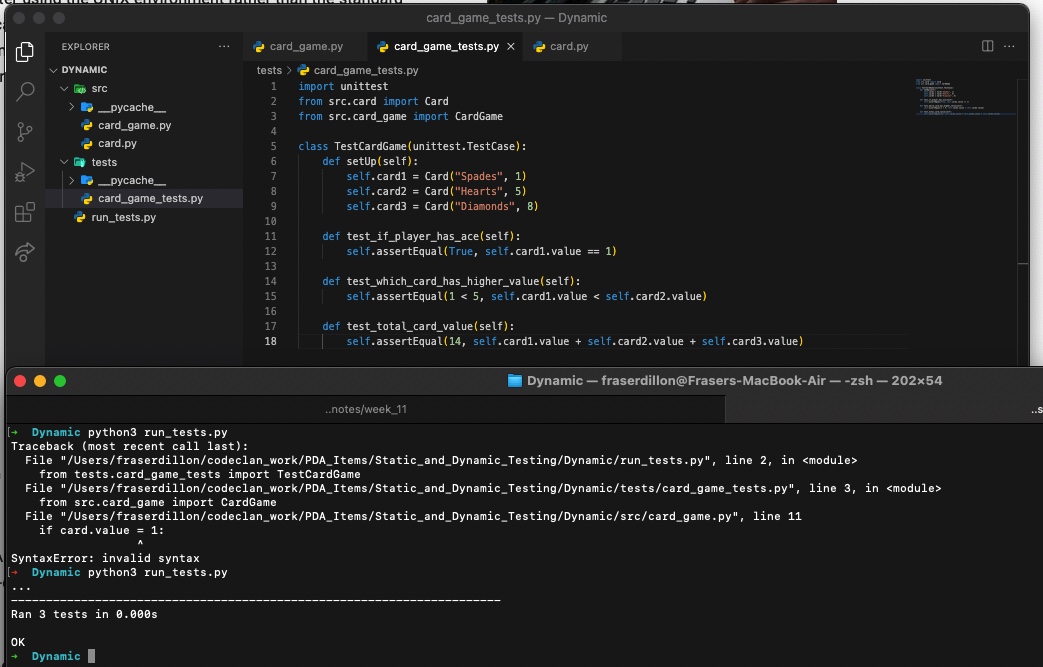 card_game_tests.py — Dynamic
EXPLORER
card_game.py
card_game_tests.py
card.py
DYNAMIC
src
__pycache__
card_game.py
card.py
tests
__pycache__
card_game_tests.py
run_tests.py
tests > card_game_tests.py
1 import unittest
2 from src.card import Card
3 from src.card_game import CardGame
4
5 class TestCardGame(unittest.TestCase):
6 def setUp(self):
7 self.card1 = Card("Spades", 1)
8 self.card2 = Card("Hearts", 5)
9 self.card3 = Card("Diamonds", 8)
10
11 def test_if_player_has_ace(self):
12 self.assertEqual(True, self.card1.value == 1)
13
14 def test_which_card_has_higher_value(self):
15 self.assertEqual(1 < 5, self.card1.value < self.card2.value)
16
17 def test_total_card_value(self):
18 self.assertEqual(14, self.card1.value + self.card2.value + self.card3.value)
Dynamic — fraserdillon@Frasers-MacBook-Air — -zsh — 202×54
..notes/week_11
..s
Dynamic python3 run_tests.py
Traceback (most recent call last):
File "/Users/fraserdillon/codeclan_work/PDA_Items/Static_and_Dynamic_Testing/Dynamic/run_tests.py", line 2, in <module>
from tests.card_game_tests import TestCardGame
File "/Users/fraserdillon/codeclan_work/PDA_Items/Static_and_Dynamic_Testing/Dynamic/tests/card_game_tests.py", line 3, in <module>
from src.card_game import CardGame
File "/Users/fraserdillon/codeclan_work/PDA_Items/Static_and_Dynamic_Testing/Dynamic/src/card_game.py", line 11
if card.value = 1:
^
SyntaxError: invalid syntax
Dynamic python3 run_tests.py
...
----------------------------------------------------------------------
Ran 3 tests in 0.000s

OK
Dynamic